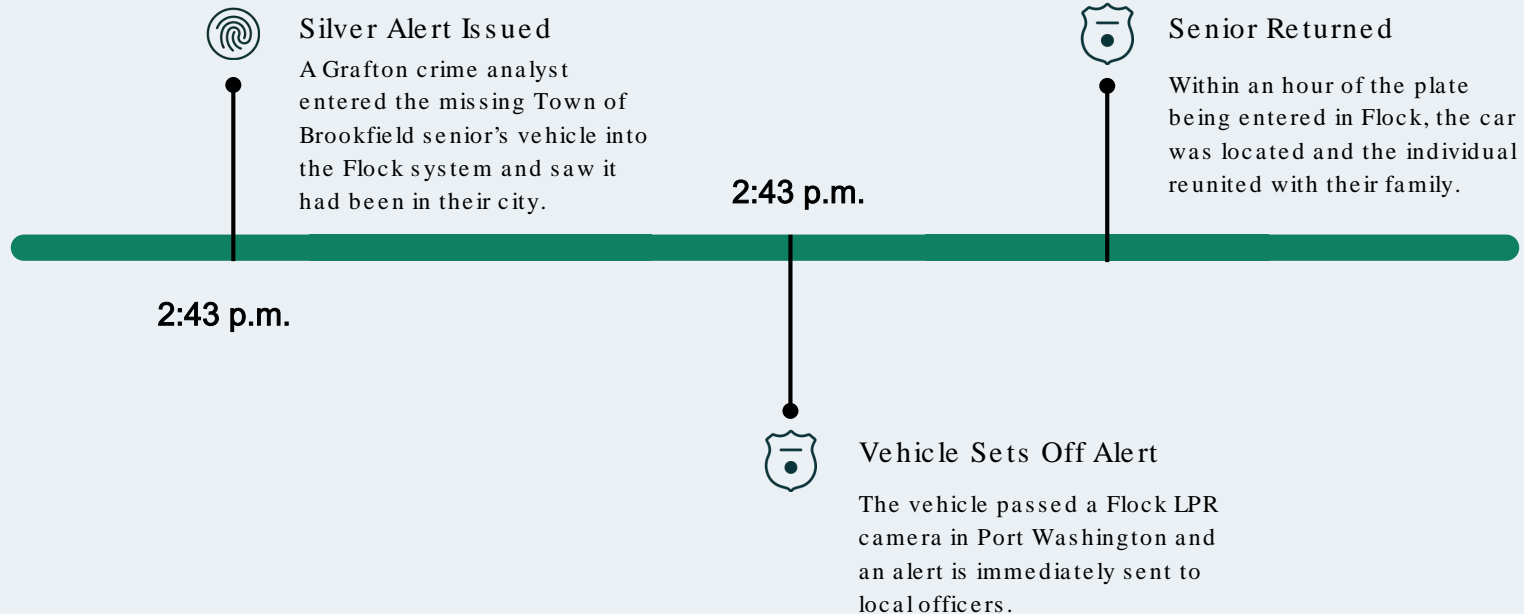 Silver Alert Issued
A Grafton crime analyst
entered the missing Town of
Brookfield senior’s vehicle into
the Flock system and saw it
had been in their city.
2:43 p.m.
2:43 p.m.
Vehicle Sets Off Alert
The vehicle passed a Flock LPR
camera in Port Washington and
an alert is immediately sent to
local officers.
Senior Returned
Within an hour of the plate
being entered in Flock, the car
was located and the individual
reunited with their family.